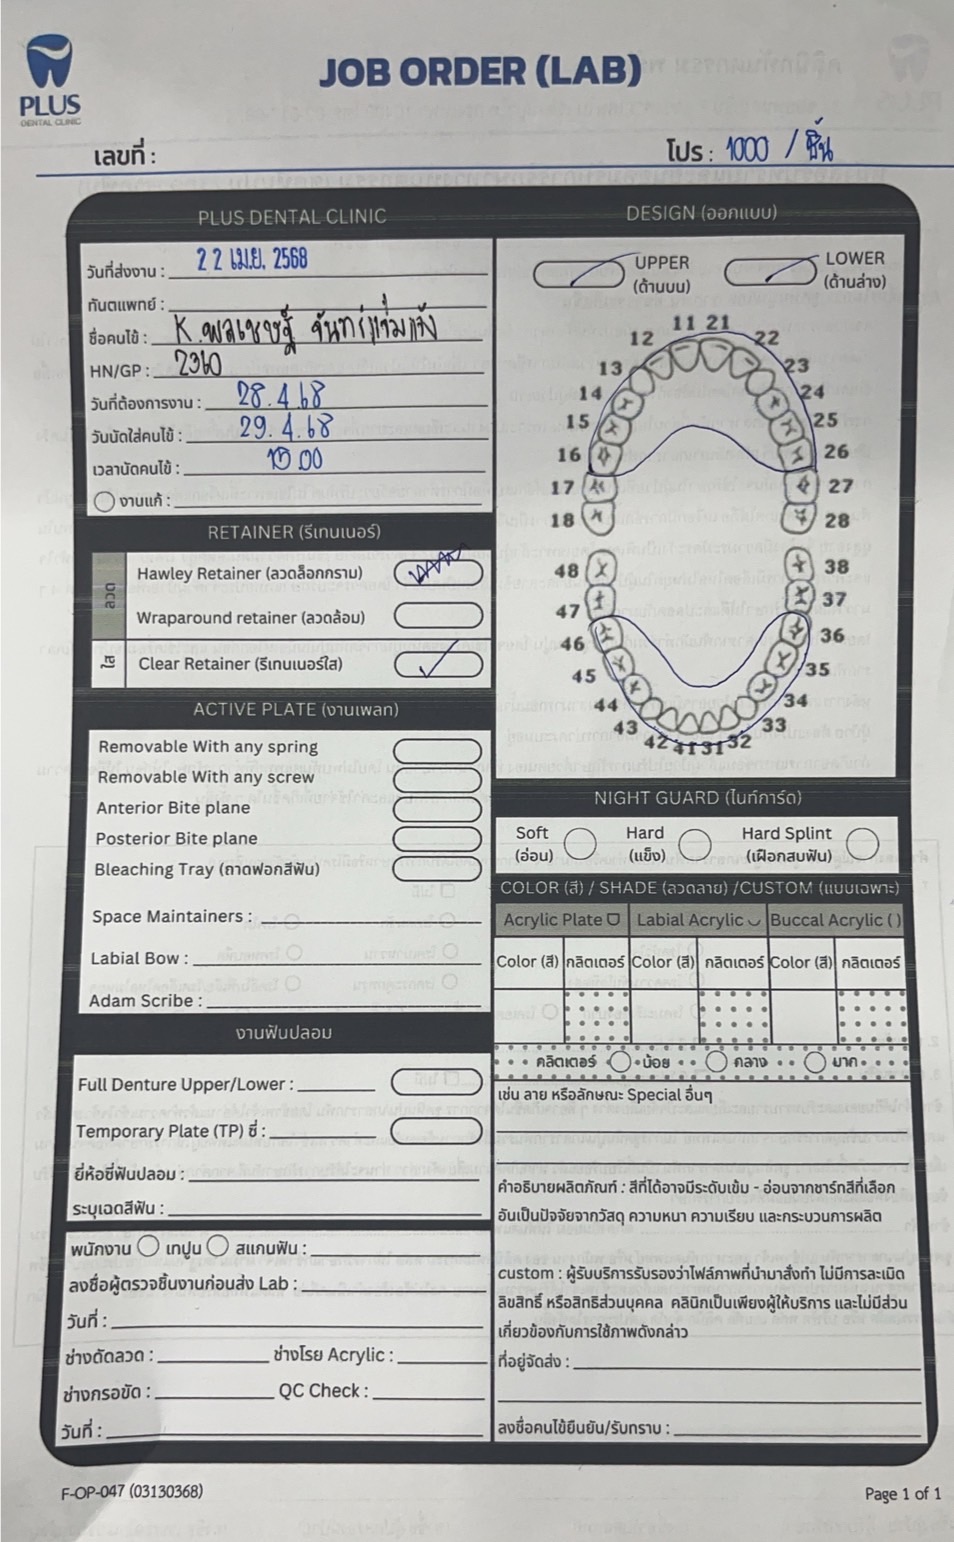 PLUS
DENTAL CLINIC
JOB ORDER (LAB)
เลขที่ :
โปร : 1000 / ชิ้น
PLUS DENTAL CLINIC
วันที่ส่งงาน : 22 เม.ย. 2568
ทันตแพทย์ :
ชื่อคนไข้ : K. พลเชษฐ์ จันทร์แจ่มแจ้ง
HN/GP : 2360
วันที่ต้องการงาน : 28.4.68
วันนัดใส่คนไข้ : 29.4.68
เวลานัดคนไข้ :
งานแก้ :
RETAINER (รีเทนเนอร์)
ลวด
Hawley Retainer (ลวดล็อกกราม)
Wraparound retainer (ลวดล้อม)
ใส
Clear Retainer (รีเทนเนอร์ใส)
ACTIVE PLATE (งานเพลท)
Removable With any spring
Removable With any screw
Anterior Bite plane
Posterior Bite plane
Bleaching Tray (ถาดฟอกสีฟัน)
Space Maintainers :
Labial Bow :
Adam Scribe :
งานฟันปลอม
Full Denture Upper/Lower :
Temporary Plate (TP) ซี่ :
ยี่ห้อซี่ฟันปลอม :
ระบุเฉดสีฟัน :
พนักงาน เทปูน สแกนฟัน :
ลงชื่อผู้ตรวจชิ้นงานก่อนส่ง Lab :
วันที่ :
ช่างดัดลวด : ช่างโรย Acrylic :
ช่างกรอขัด : QC Check :
วันที่ :
DESIGN (ออกแบบ)
UPPER
(ด้านบน)
LOWER
(ด้านล่าง)
11 21
12 22
13 23
14 24
15 25
16 26
17 27
18 28
48 38
47 37
46 36
45 35
44 34
43 33
42 41 31 32
NIGHT GUARD (ไนท์การ์ด)
Soft
(อ่อน)
Hard
(แข็ง)
Hard Splint
(เฝือกสบฟัน)
COLOR (สี) / SHADE (ลวดลาย) /CUSTOM (แบบเฉพาะ)
Acrylic Plate Labial Acrylic Buccal Acrylic ( )
Color (สี) กลิตเตอร์ Color (สี) กลิตเตอร์ Color (สี) กลิตเตอร์
กลิตเตอร์ น้อย กลาง มาก
เช่น ลาย หรือลักษณะ Special อื่นๆ
คำอธิบายผลิตภัณฑ์ : สีที่ได้อาจมีระดับเข้ม - อ่อนจากชาร์ทสีที่เลือก
อันเป็นปัจจัยจากวัสดุ ความหนา ความเรียบ และกระบวนการผลิต
custom : ผู้รับบริการรับรองว่าไฟล์ภาพที่นำมาสั่งทำ ไม่มีการละเมิด
ลิขสิทธิ์ หรือสิทธิส่วนบุคคล คลินิกเป็นเพียงผู้ให้บริการ และไม่มีส่วน
เกี่ยวข้องกับการใช้ภาพดังกล่าว
ที่อยู่จัดส่ง :
ลงชื่อคนไข้ยืนยัน/รับทราบ :
F-OP-047 (03130368)
Page 1 of 1